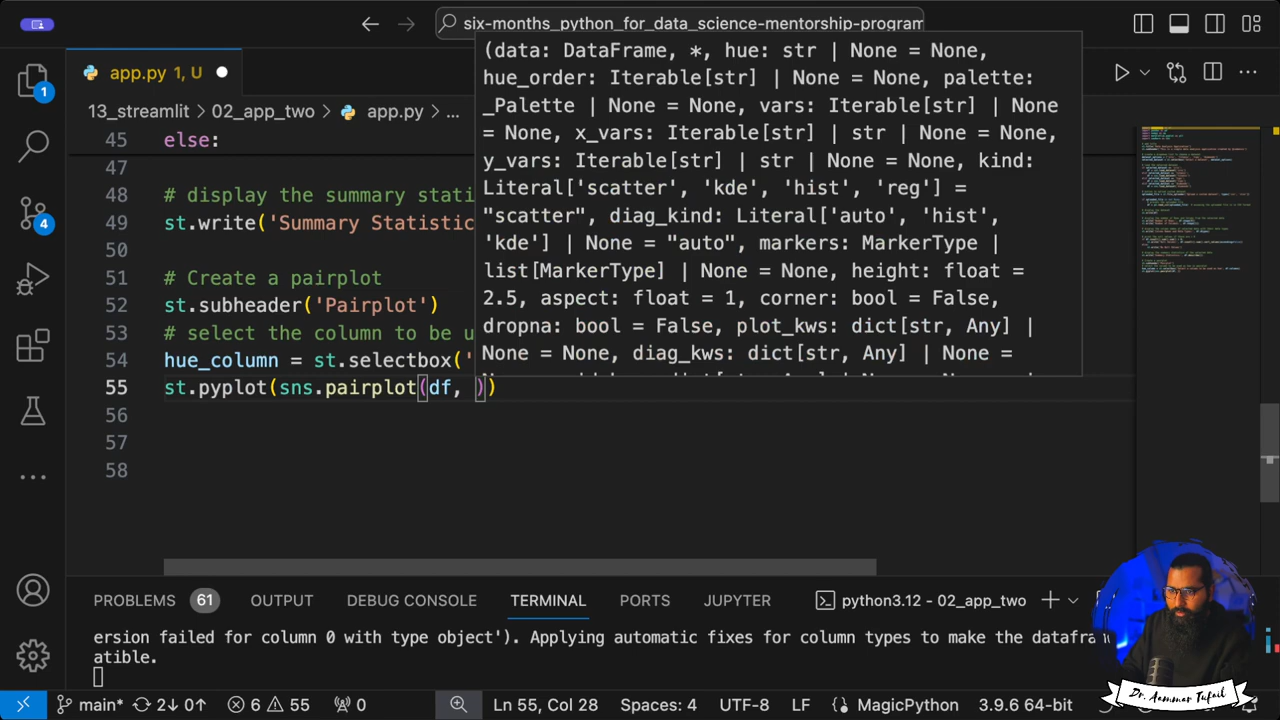 six-months_python_for_data_science-mentorship-program
app.py 1, U
13_streamlit > 02_app_two > app.py > ...
45 else:
47
48 # display the summary stat
49 st.write('Summary Statist
50
51 # Create a pairplot
52 st.subheader('Pairplot')
53 # select the column to be u
54 hue_column = st.selectbox('
55 st.pyplot(sns.pairplot(df, ))
56
57
58
(data: DataFrame, *, hue: str | None = None,
hue_order: Iterable[str] | None = None, palette:
_Palette | None = None, vars: Iterable[str] | None
= None, x_vars: Iterable[str] | str | None = None,
y_vars: Iterable[str] | str | None = None, kind:
Literal['scatter', 'kde', 'hist', 'reg'] =
"scatter", diag_kind: Literal['auto', 'hist',
'kde'] | None = "auto", markers: MarkerType |
list[MarkerType] | None = None, height: float =
2.5, aspect: float = 1, corner: bool = False,
dropna: bool = False, plot_kws: dict[str, Any] |
None = None, diag_kws: dict[str, Any] | None =
1
4
PROBLEMS 61 OUTPUT DEBUG CONSOLE TERMINAL PORTS JUPYTER python3.12 - 02_app_two
ersion failed for column 0 with type object'). Applying automatic fixes for column types to make the datafra
atible.
main* 2↓ 0↑ 6 55 0 Ln 55, Col 28 Spaces: 4 UTF-8 LF MagicPython 3.9.6 64-bit
Dr. Aammar Tufail